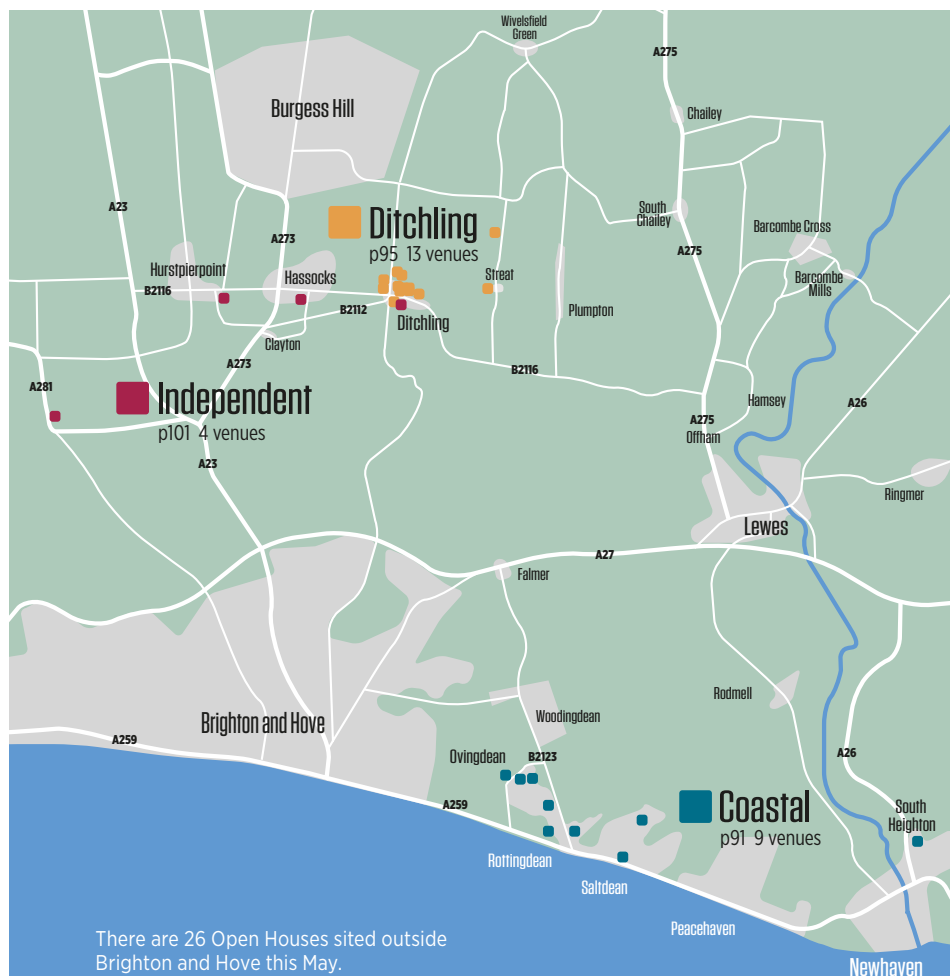 Wivelsfield
Green
A275
Burgess Hill
Chailey
A23
A273
Ditchling
p95 13 venues
South
Chailey
A275
Barcombe Cross
Hurstpierpoint
Hassocks
Streat
Barcombe
Mills
B2116
B2112
Ditchling
Plumpton
Clayton
A273
B2116
A281
Independent
p101 4 venues
Hamsey
A26
A275
Offham
A23
Ringmer
Lewes
A27
Falmer
Rodmell
Brighton and Hove
Woodingdean
A259
Ovingdean
B2123
A26
A259
Coastal
p91 9 venues
South
Heighton
Rottingdean
Saltdean
Peacehaven
There are 26 Open Houses sited outside
Brighton and Hove this May.
Newhaven